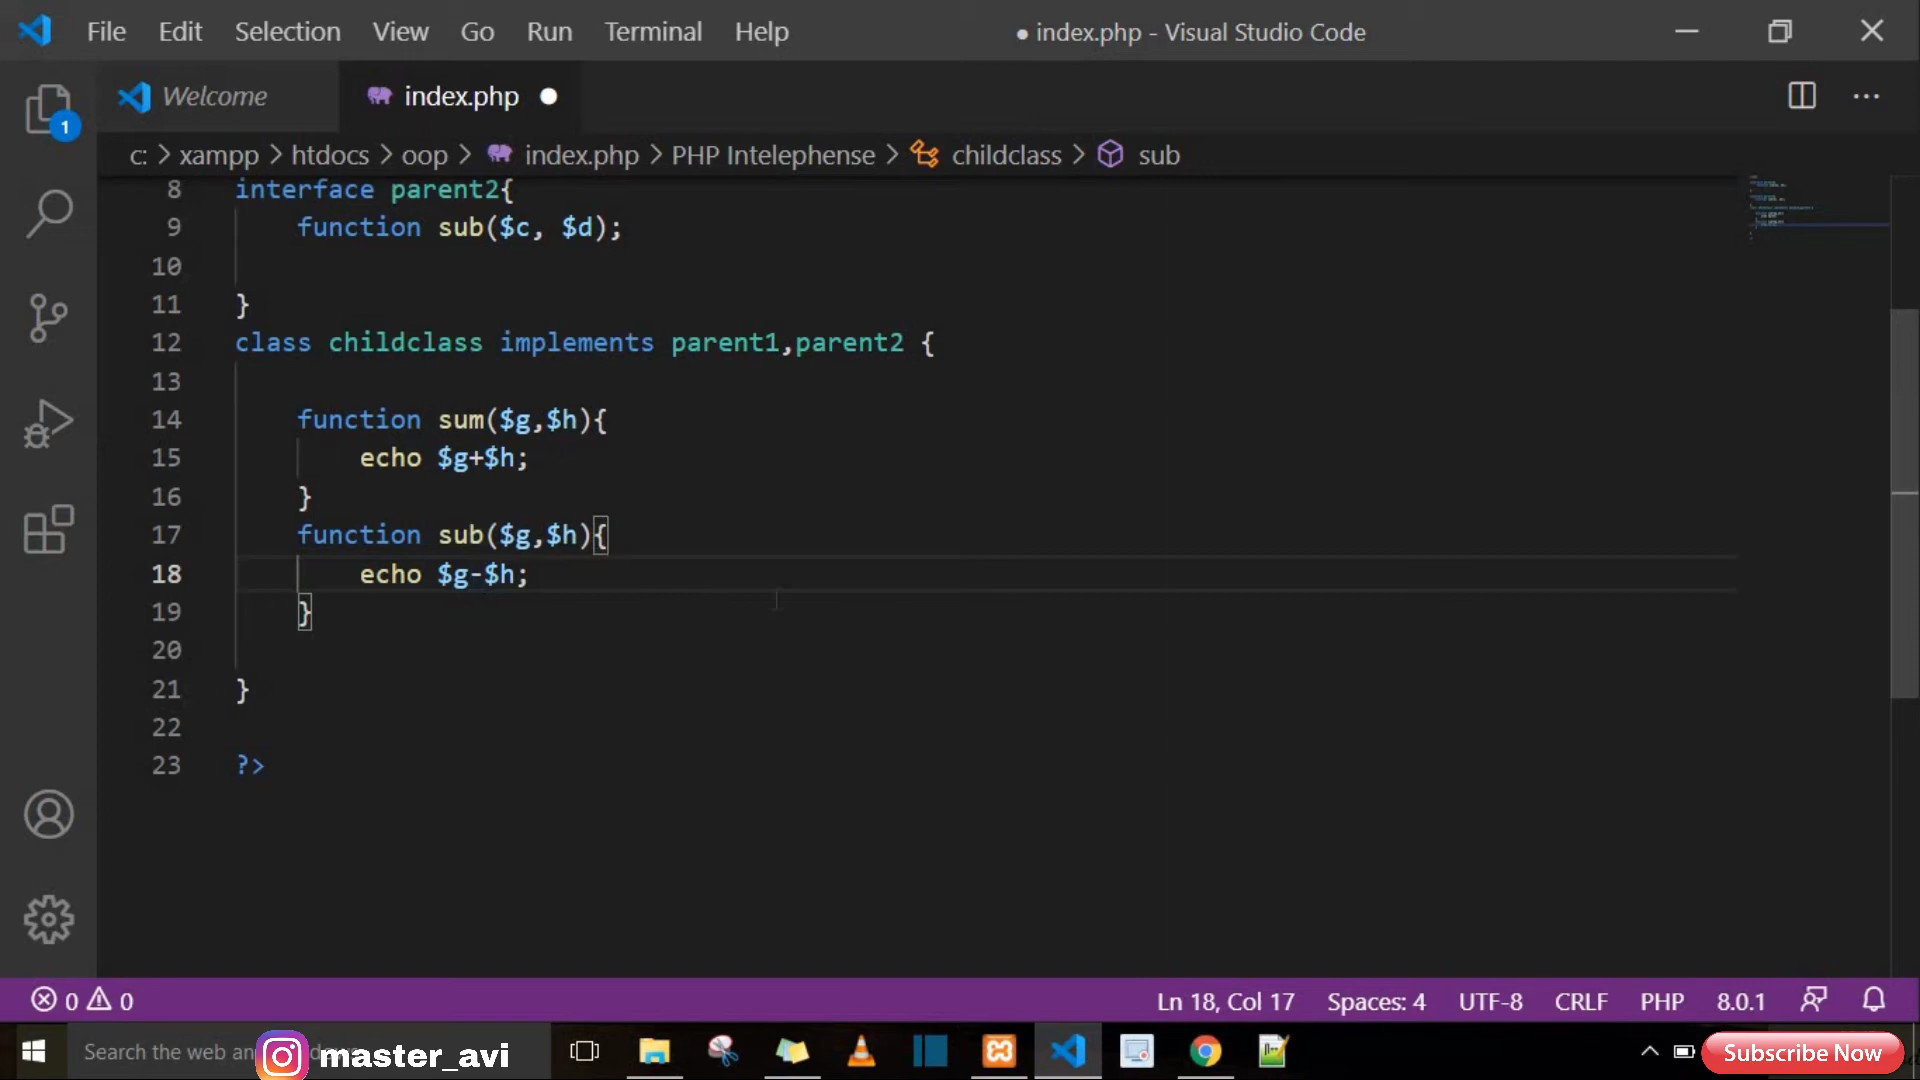 File Edit Selection View Go Run Terminal Help ● index.php - Visual Studio Code
Welcome index.php
c: > xampp > htdocs > oop > index.php > PHP Intelephense > childclass > sub
8 interface parent2{
9 function sub($c, $d);
10
11 }
12 class childclass implements parent1,parent2 {
13
14 function sum($g,$h){
15 echo $g+$h;
16 }
17 function sub($g,$h){
18 echo $g-$h;
19 }
20
21 }
22
23 ?>
1
0 0 Ln 18, Col 17 Spaces: 4 UTF-8 CRLF PHP 8.0.1
Search the web master_avi Subscribe Now